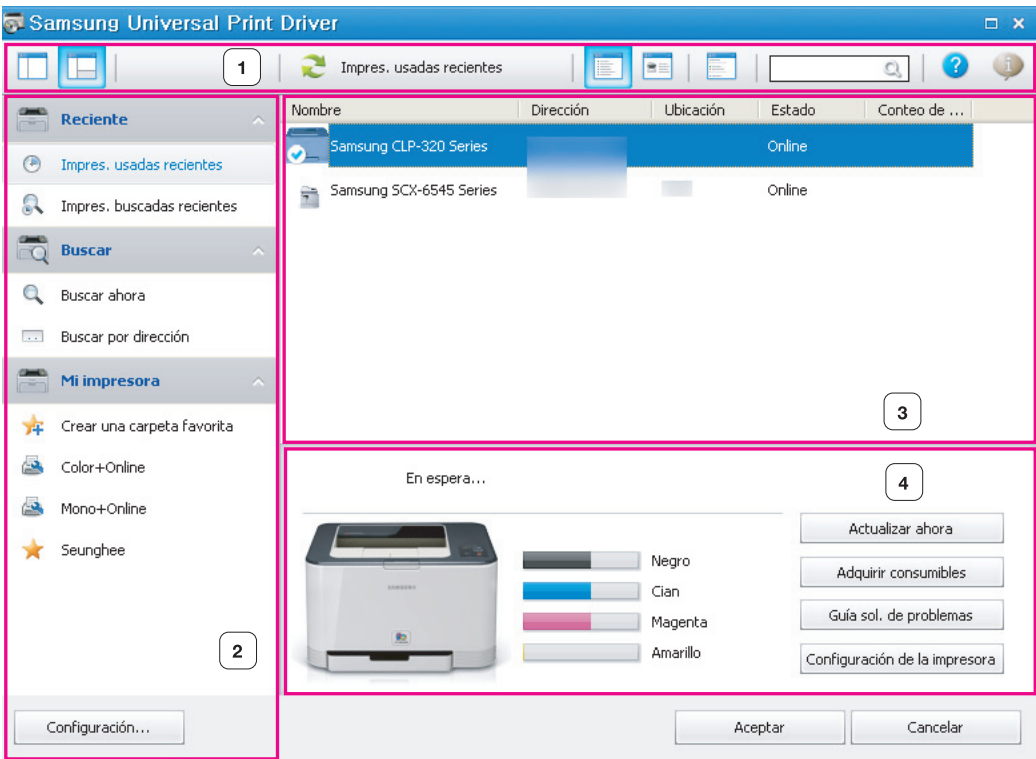 Samsung Universal Print Driver
1
Impres. usadas recientes
Reciente
Impres. usadas recientes
Impres. buscadas recientes
Buscar
Buscar ahora
Buscar por dirección
Mi impresora
Crear una carpeta favorita
Color+Online
Mono+Online
Seunghee
2
Configuración...
Nombre Dirección Ubicación Estado Conteo de ...
Samsung CLP-320 Series Online
Samsung SCX-6545 Series Online
3
En espera...
4
SAMSUNG
Negro
Cian
Magenta
Amarillo
Actualizar ahora
Adquirir consumibles
Guía sol. de problemas
Configuración de la impresora
Aceptar
Cancelar